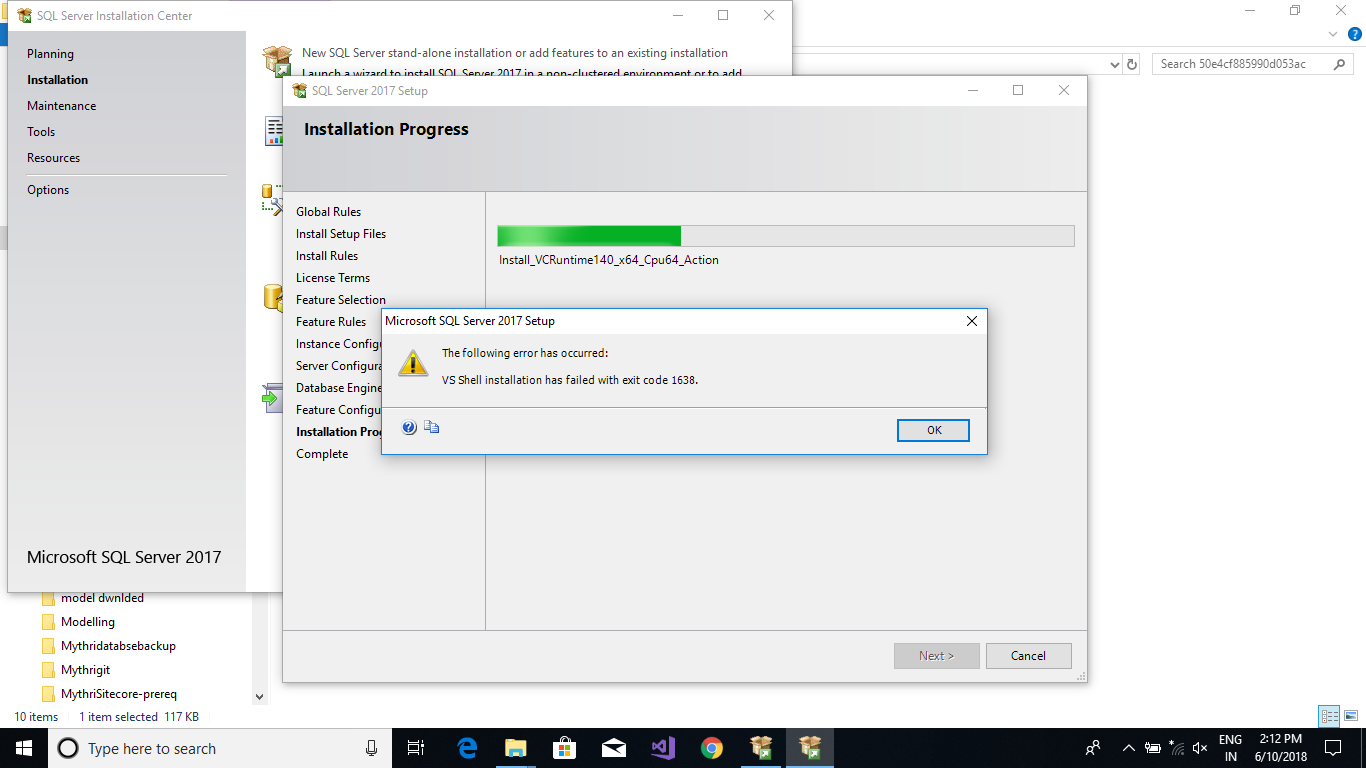 SQL Server Installation Center
Planning
Installation
Maintenance
Tools
Resources
Options
Microsoft SQL Server 2017
New SQL Server stand-alone installation or add features to an existing installation
Launch a wizard to install SQL Server 2017 in a non-clustered environment or to add
Search 50e4cf885990d053ac
SQL Server 2017 Setup
Installation Progress
Global Rules
Install Setup Files
Install Rules
License Terms
Feature Selection
Feature Rules
Instance Configu
Server Configura
Database Engine
Feature Configu
Installation Prog
Complete
Install_VCRuntime140_x64_Cpu64_Action
Microsoft SQL Server 2017 Setup
The following error has occurred:
VS Shell installation has failed with exit code 1638.
OK
Next >
Cancel
model dwnlded
Modelling
Mythridatabsebackup
Mythrigit
MythriSitecore-prereq
10 items 1 item selected 117 KB
Type here to search
ENG
IN
2:12 PM
6/10/2018